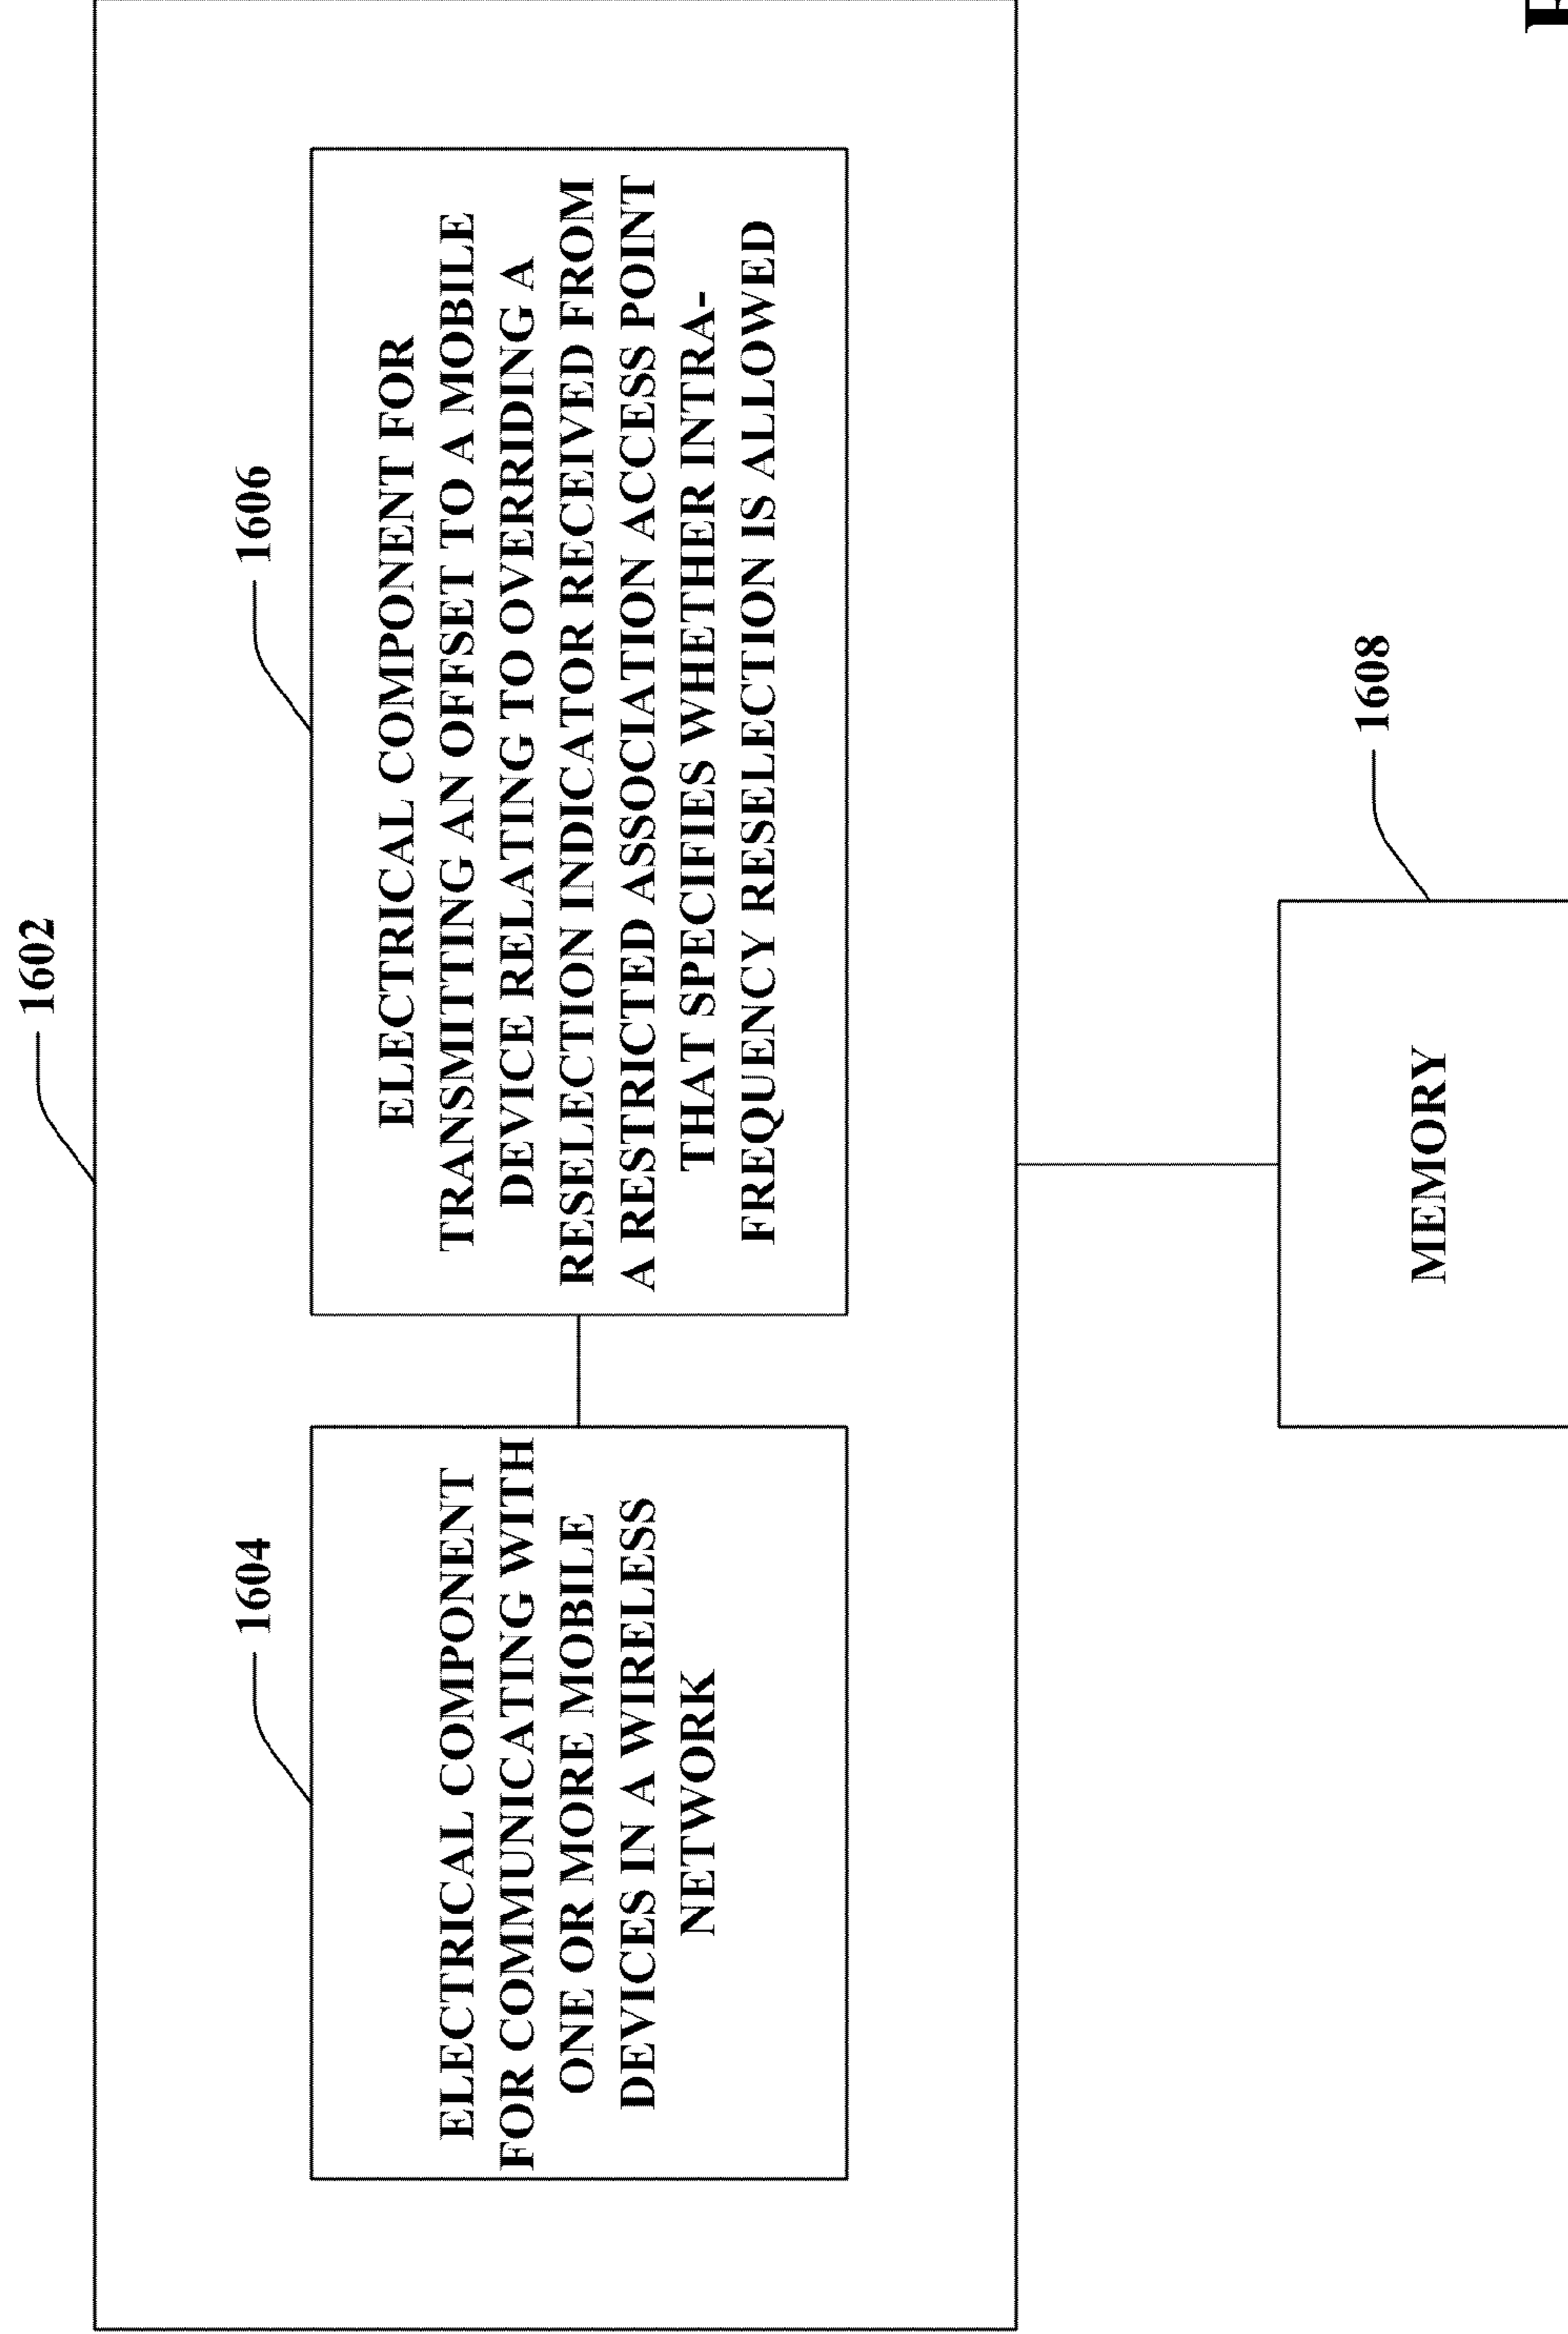 1602
1604
ELECTRICAL COMPONENT
FOR COMMUNICATING WITH
ONE OR MORE MOBILE
DEVICES IN A WIRELESS
NETWORK
1606
ELECTRICAL COMPONENT FOR
TRANSMITTING AN OFFSET TO A MOBILE
DEVICE RELATING TO OVERRIDING A
RESELECTION INDICATOR RECEIVED FROM
A RESTRICTED ASSOCIATION ACCESS POINT
THAT SPECIFIES WHETHER INTRA-
FREQUENCY RESELECTION IS ALLOWED
1608
MEMORY